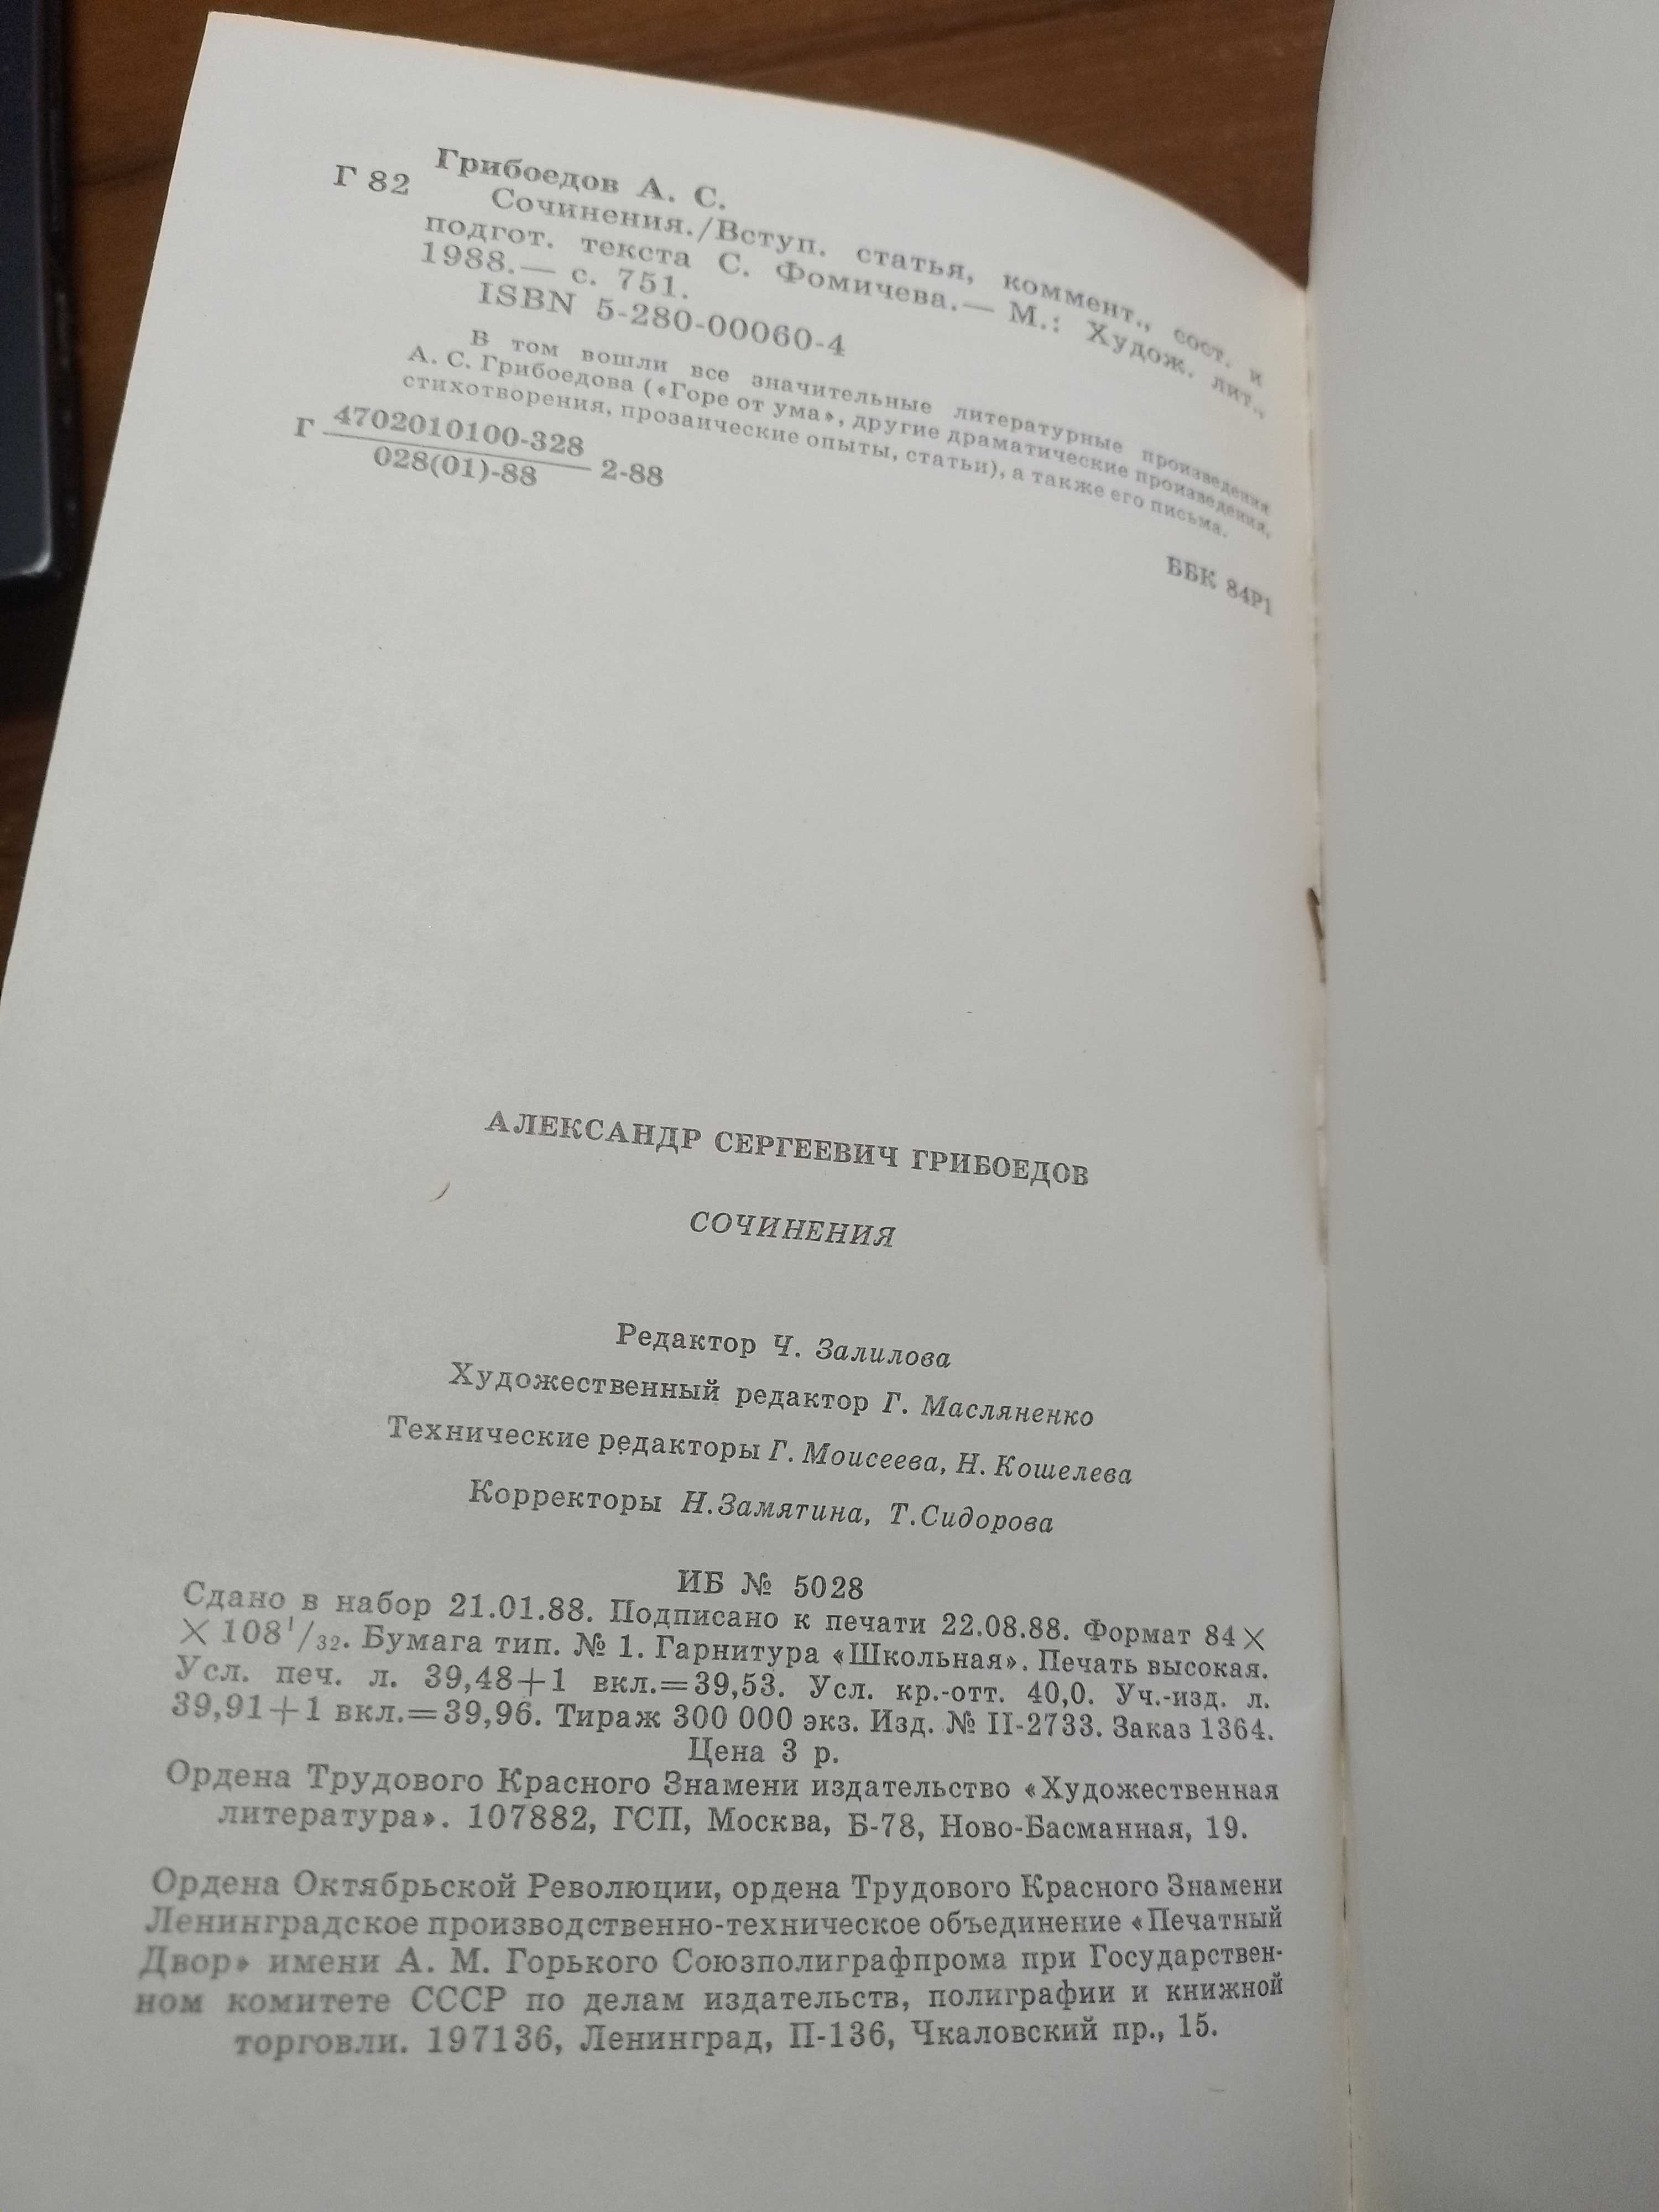 Грибоедов А. С.
Г 82
Сочинения./Вступ. статья, коммент., сост. и
подгот. текста С. Фомичева.— М.: Худож. лит.,
1988.— с. 751.
ISBN 5-280-00060-4
В том вошли все значительные литературные произведения
А. С. Грибоедова («Горе от ума», другие драматические произведения,
стихотворения, прозаические опыты, статьи), а также его письма.
Г 4702010100-328
028(01)-88 2-88
ББК 84Р1
АЛЕКСАНДР СЕРГЕЕВИЧ ГРИБОЕДОВ
СОЧИНЕНИЯ
Редактор Ч. Залилова
Художественный редактор Г. Масляненко
Технические редакторы Г. Моисеева, Н. Кошелева
Корректоры Н.Замятина, Т.Сидорова
ИБ № 5028
Сдано в набор 21.01.88. Подписано к печати 22.08.88. Формат 84×
×108 1/32. Бумага тип. № 1. Гарнитура «Школьная». Печать высокая.
Усл. печ. л. 39,48+1 вкл.=39,53. Усл. кр.-отт. 40,0. Уч.-изд. л.
39,91+1 вкл.=39,96. Тираж 300 000 экз. Изд. № II-2733. Заказ 1364.
Цена 3 р.
Ордена Трудового Красного Знамени издательство «Художественная
литература». 107882, ГСП, Москва, Б-78, Ново-Басманная, 19.
Ордена Октябрьской Революции, ордена Трудового Красного Знамени
Ленинградское производственно-техническое объединение «Печатный
Двор» имени А. М. Горького Союзполиграфпрома при Государствен-
ном комитете СССР по делам издательств, полиграфии и книжной
торговли. 197136, Ленинград, П-136, Чкаловский пр., 15.